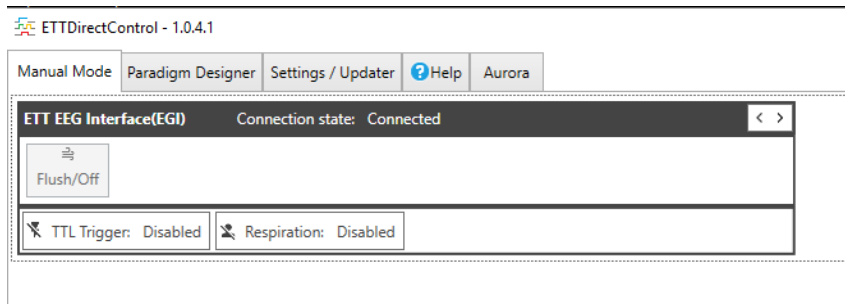 ETTDirectControl - 1.0.4.1
Manual Mode Paradigm Designer Settings / Updater ?Help Aurora
ETT EEG Interface(EGI) Connection state: Connected < >
Flush/Off
TTL Trigger: Disabled Respiration: Disabled